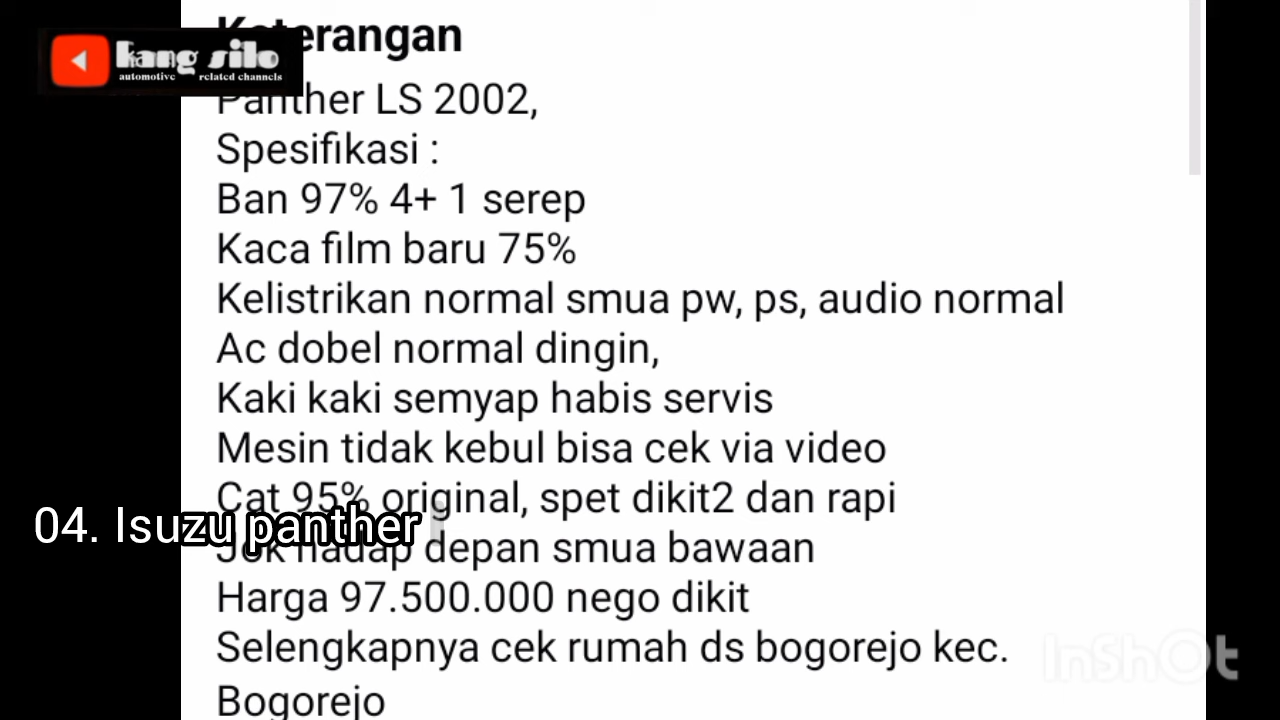 Keterangan
kang silo
automotive related channels
Panther LS 2002,
Spesifikasi :
Ban 97% 4+ 1 serep
Kaca film baru 75%
Kelistrikan normal smua pw, ps, audio normal
Ac dobel normal dingin,
Kaki kaki semyap habis servis
Mesin tidak kebul bisa cek via video
Cat 95% original, spet dikit2 dan rapi
04. Isuzu panther
Jok hadap depan smua bawaan
Harga 97.500.000 nego dikit
Selengkapnya cek rumah ds bogorejo kec.
Bogorejo
InShOt